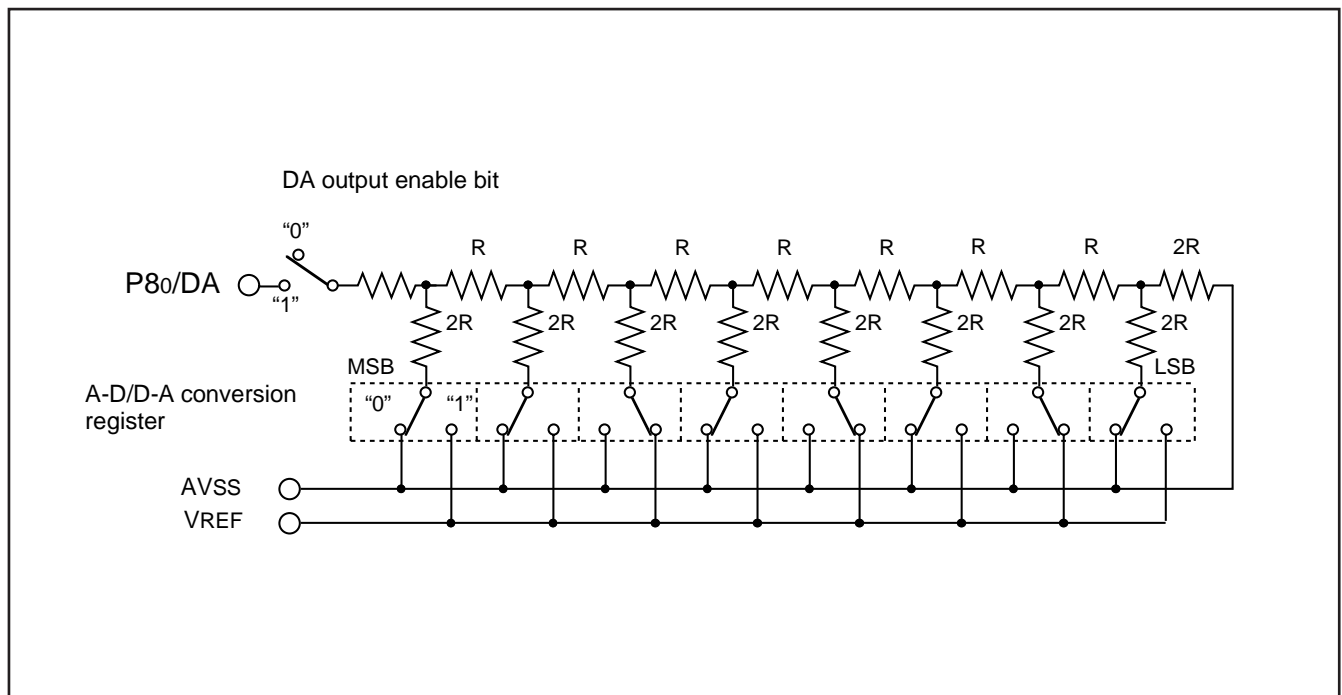 DA output enable bit
“0”
R R R R R R R 2R
P80/DA
“1”
2R 2R 2R 2R 2R 2R 2R 2R
MSB LSB
A-D/D-A conversion
register
“0” “1”
AVSS
VREF